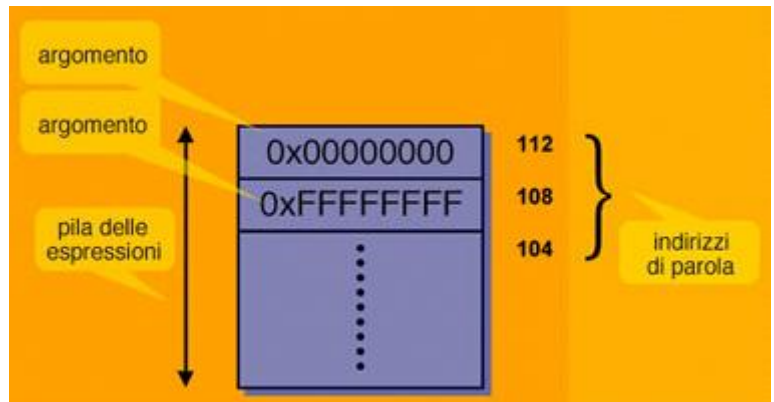 argomento
argomento
0x00000000
112
0xFFFFFFFF
108
pila delle
espressioni
104
indirizzi
di parola